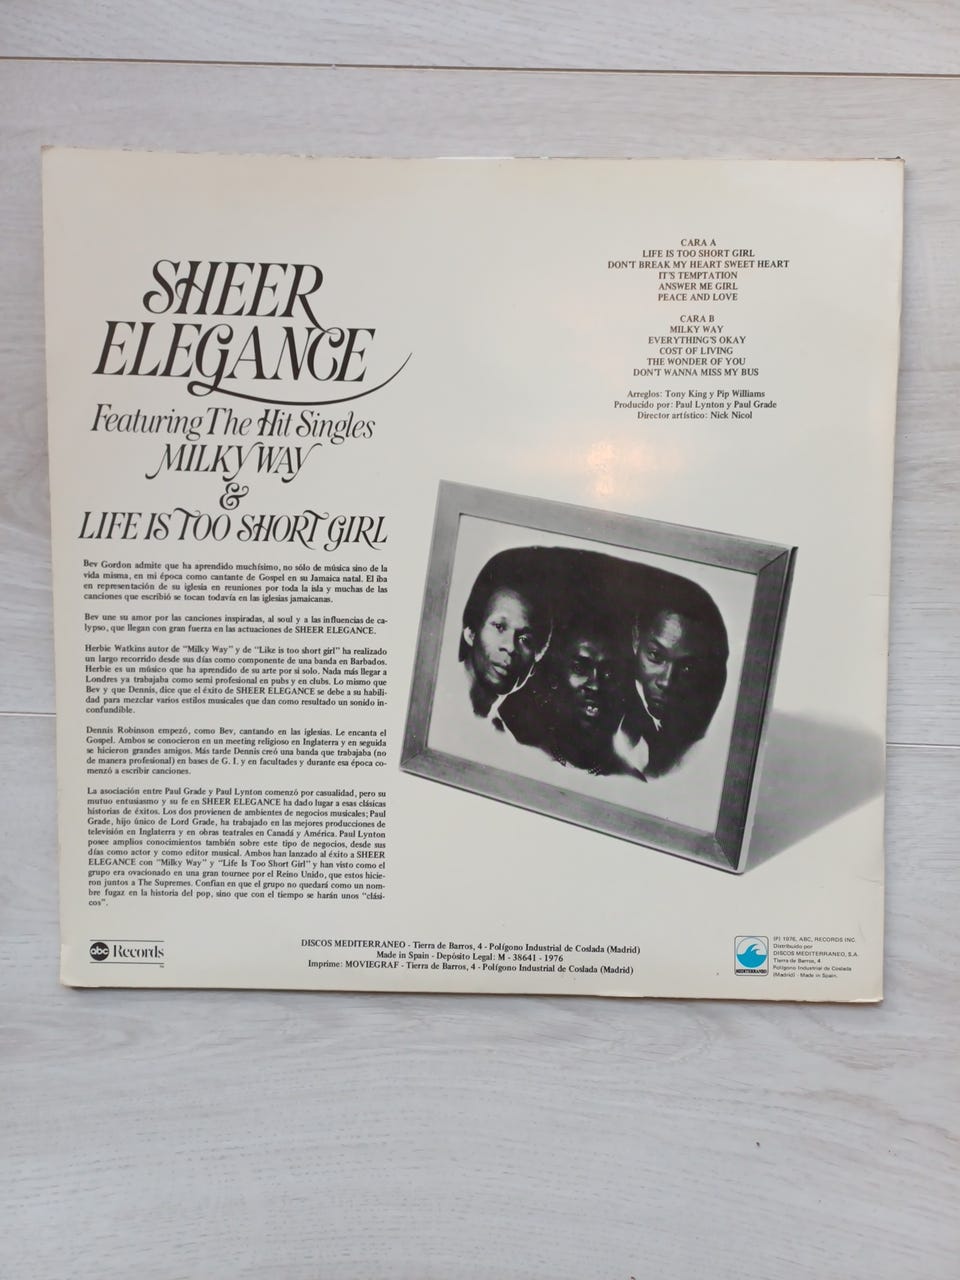 SHEER
ELEGANCE
Featuring The Hit Singles
MILKY WAY
&
LIFE IS TOO SHORT GIRL
Bev Gordon admite que ha aprendido muchísimo, no sólo de música sino de la
vida misma, en mi época como cantante de Gospel en su Jamaica natal. El iba
en representación de su iglesia en reuniones por toda la isla y muchas de las
canciones que escribió se tocan todavía en las iglesias jamaicanas.
Bev une su amor por las canciones inspiradas, al soul y a las influencias de ca-
lypso, que llegan con gran fuerza en las actuaciones de SHEER ELEGANCE.
Herbie Watkins autor de "Milky Way" y de "Like is too short girl" ha realizado
un largo recorrido desde sus días como componente de una banda en Barbados.
Herbie es un músico que ha aprendido de su arte por si solo. Nada más llegar a
Londres ya trabajaba como semi profesional en pubs y en clubs. Lo mismo que
Bev y que Dennis, dice que el éxito de SHEER ELEGANCE se debe a su habili-
dad para mezclar varios estilos musicales que dan como resultado un sonido in-
confundible.
Dennis Robinson empezó, como Bev, cantando en las iglesias. Le encanta el
Gospel. Ambos se conocieron en un meeting religioso en Inglaterra y en seguida
se hicieron grandes amigos. Más tarde Dennis creó una banda que trabajaba (no
de manera profesional) en bases de G. I. y en facultades y durante esa época co-
menzó a escribir canciones.
La asociación entre Paul Grade y Paul Lynton comenzó por casualidad, pero su
mutuo entusiasmo y su fe en SHEER ELEGANCE ha dado lugar a esas clásicas
historias de éxitos. Los dos provienen de ambientes de negocios musicales; Paul
Grade, hijo único de Lord Grade, ha trabajado en las mejores producciones de
televisión en Inglaterra y en obras teatrales en Canadá y América. Paul Lynton
posee amplios conocimientos también sobre este tipo de negocios, desde sus
días como actor y como editor musical. Ambos han lanzado al éxito a SHEER
ELEGANCE con "Milky Way" y "Life Is Too Short Girl" y han visto como el
grupo era ovacionado en una gran tournee por el Reino Unido, que estos hicie-
ron juntos a The Supremes. Confían en que el grupo no quedará como un nom-
bre fugaz en la historia del pop, sino que con el tiempo se harán unos "clási-
cos".
CARA A
LIFE IS TOO SHORT GIRL
DON'T BREAK MY HEART SWEET HEART
IT'S TEMPTATION
ANSWER ME GIRL
PEACE AND LOVE
CARA B
MILKY WAY
EVERYTHING'S OKAY
COST OF LIVING
THE WONDER OF YOU
DON'T WANNA MISS MY BUS
Arreglos: Tony King y Pip Williams
Producido por: Paul Lynton y Paul Grade
Director artístico: Nick Nicol
abc Records
DISCOS MEDITERRANEO - Tierra de Barros, 4 - Polígono Industrial de Coslada (Madrid)
Made in Spain - Depósito Legal: M - 38641 - 1976
Imprime: MOVIEGRAF - Tierra de Barros, 4 - Polígono Industrial de Coslada (Madrid)
MEDITERRANEO
(P) 1976, ABC, RECORDS INC.
Distribuido por
DISCOS MEDITERRANEO, S.A.
Tierra de Barros, 4
Polígono Industrial de Coslada
(Madrid) - Made in Spain.